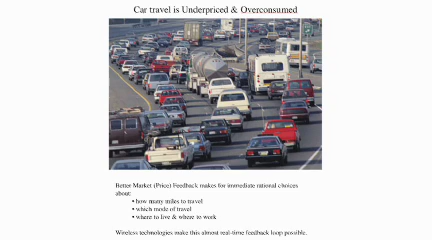 Car travel is Underpriced & Overconsumed
Better Market (Price) Feedback makes for immediate rational choices
about:
• how many miles to travel
• which mode of travel
• where to live & where to work
Wireless technologies make this almost real-time feedback loop possible.